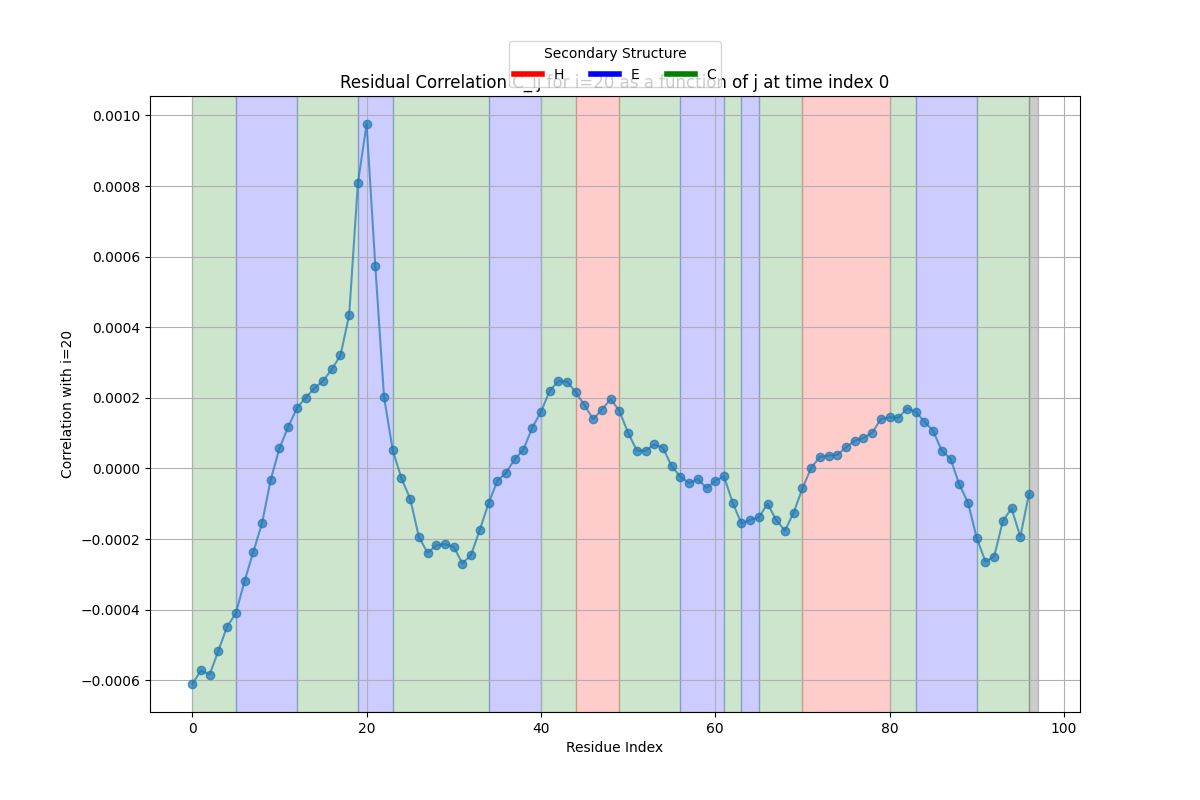 Secondary Structure
H E C
Residual Correlation C_ij for i=20 as a function of j at time index 0
0.0010
0.0008
0.0006
0.0004
0.0002
0.0000
−0.0002
−0.0004
−0.0006
Correlation with i=20
0 20 40 60 80 100
Residue Index